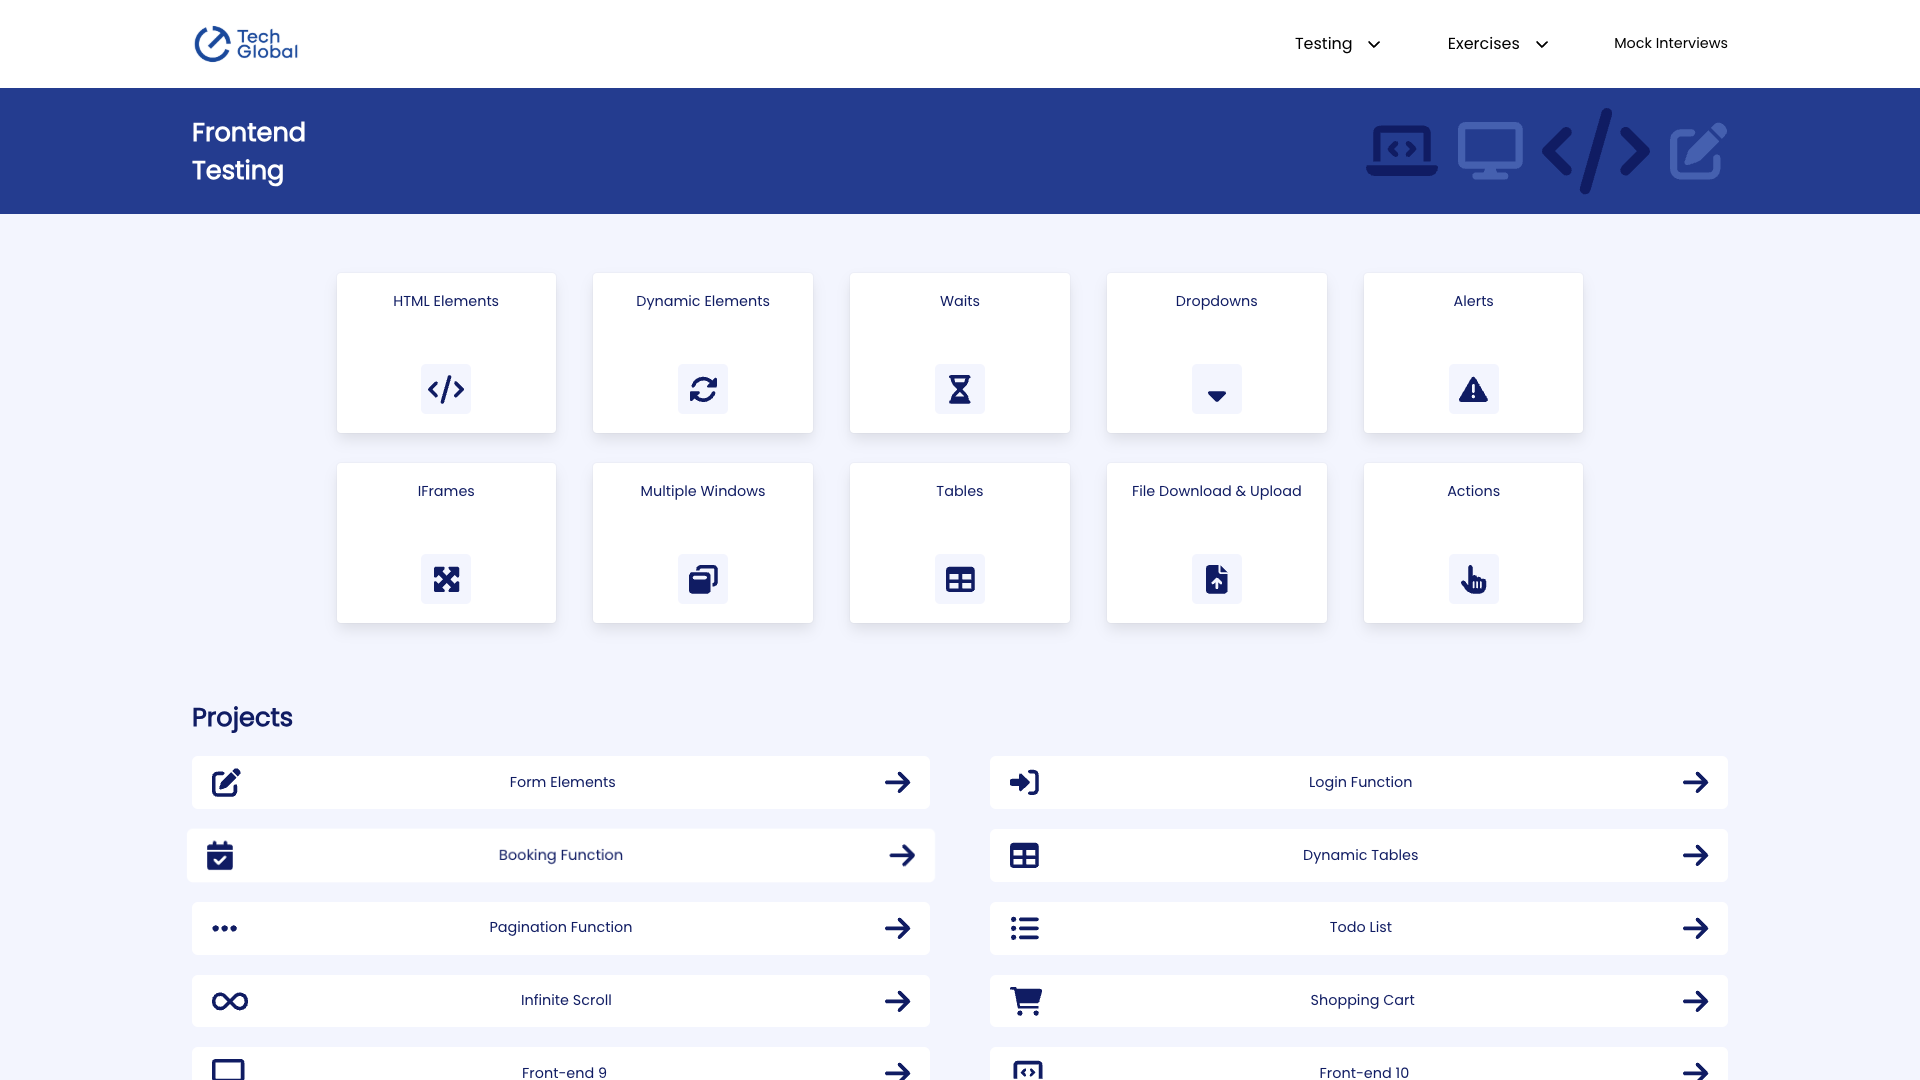 Tech
Global
Testing
Exercises
Mock Interviews
Frontend
Testing
HTML Elements
Dynamic Elements
Waits
Dropdowns
Alerts
IFrames
Multiple Windows
Tables
File Download & Upload
Actions
Projects
Form Elements
Login Function
Booking Function
Dynamic Tables
Pagination Function
Todo List
Infinite Scroll
Shopping Cart
Front-end 9
Front-end 10